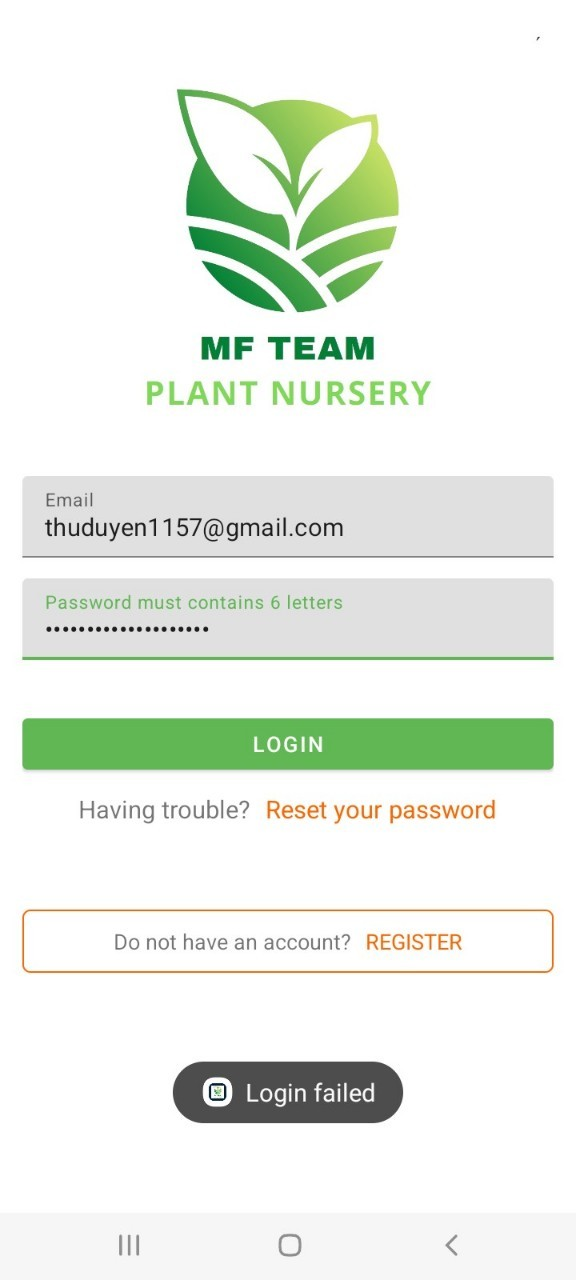 MF TEAM
PLANT NURSERY
Email
thuduyen1157@gmail.com
Password must contains 6 letters
••••••••••••••••••••
LOGIN
Having trouble? Reset your password
Do not have an account? REGISTER
Login failed